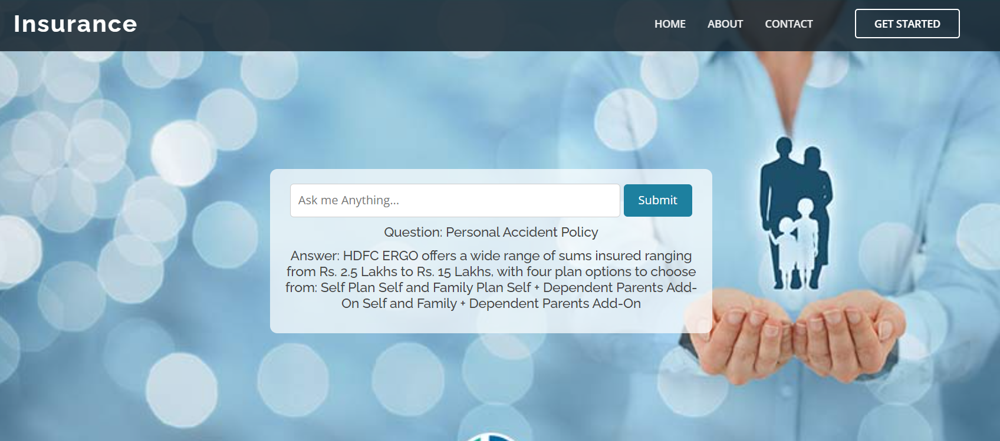 Insurance
HOME ABOUT CONTACT GET STARTED
Ask me Anything...
Submit
Question: Personal Accident Policy
Answer: HDFC ERGO offers a wide range of sums insured ranging
from Rs. 2.5 Lakhs to Rs. 15 Lakhs, with four plan options to choose
from: Self Plan Self and Family Plan Self + Dependent Parents Add-
On Self and Family + Dependent Parents Add-On